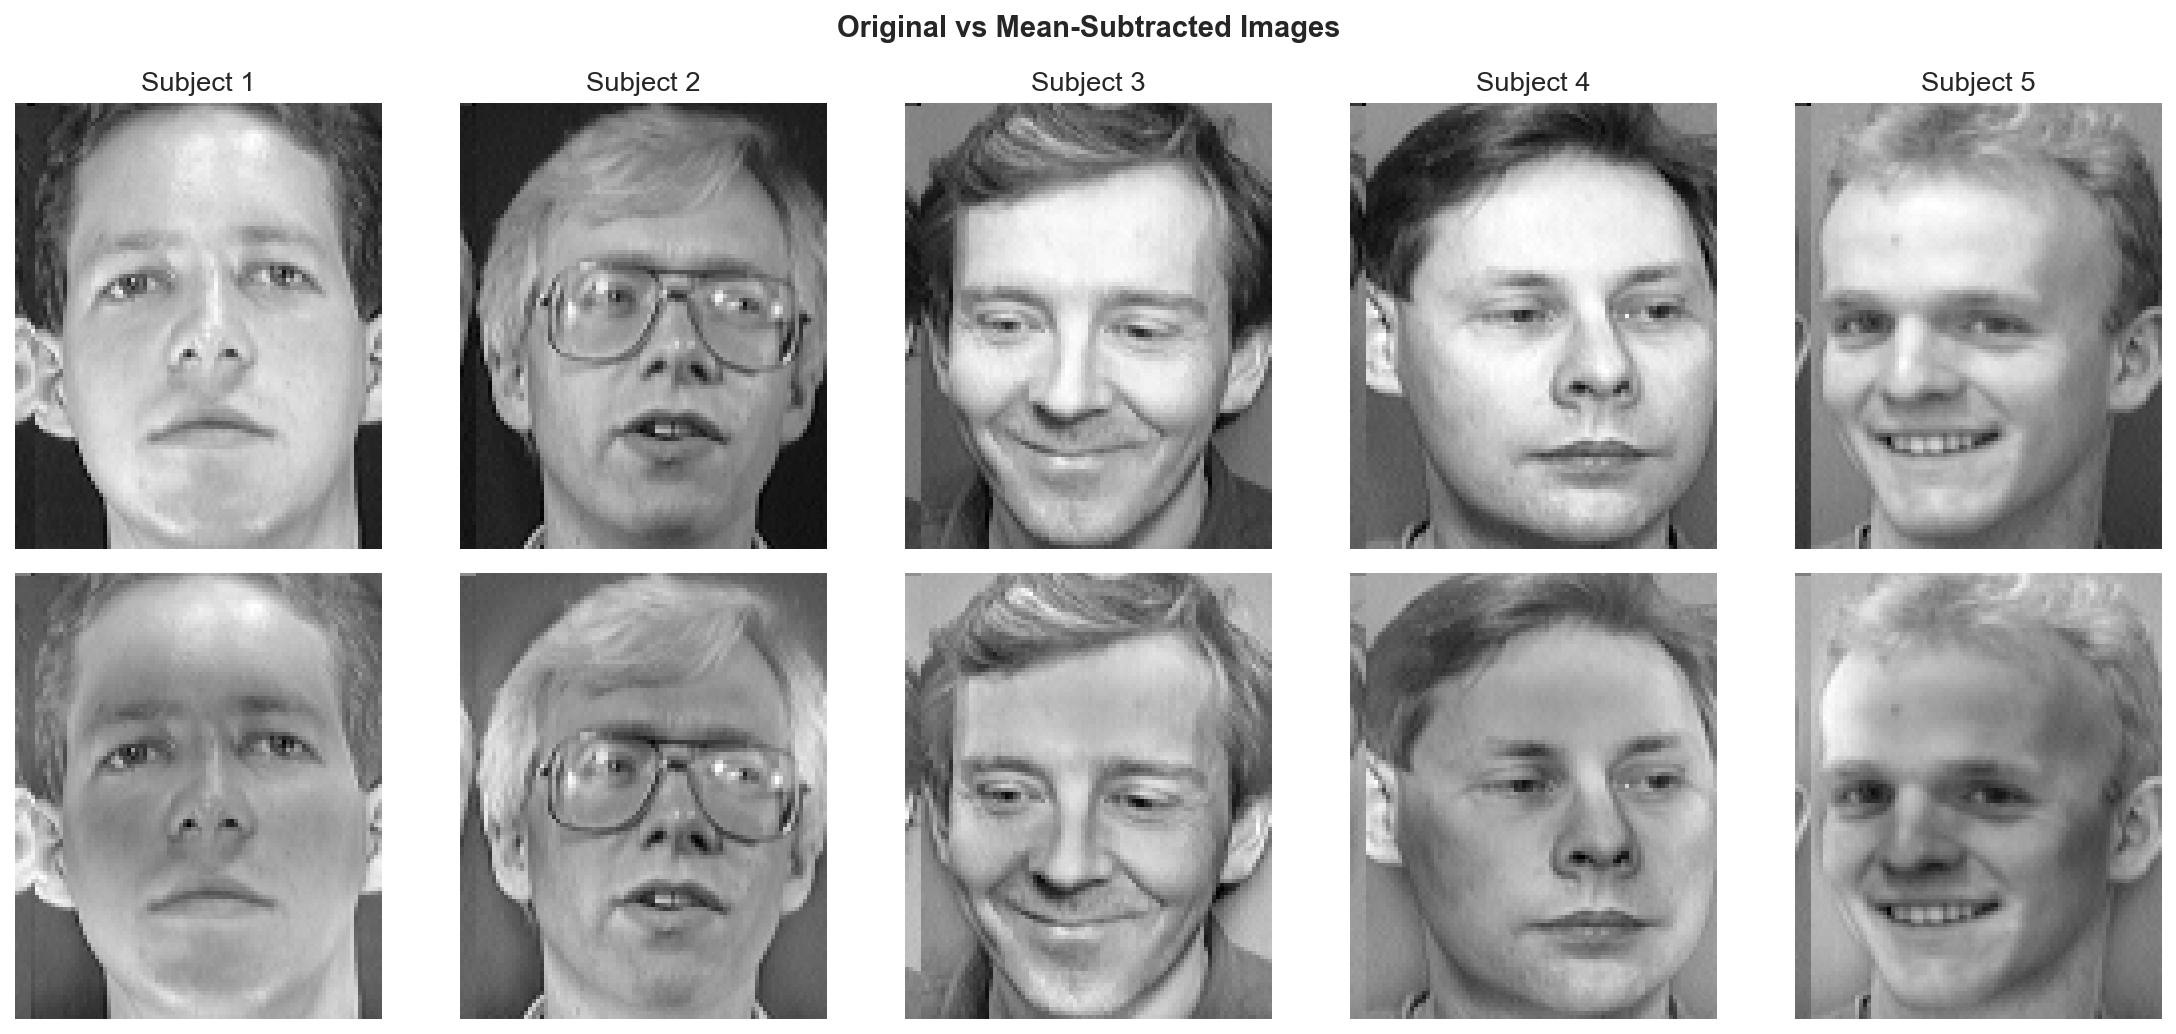 Original vs Mean-Subtracted Images
Subject 1
Subject 2
Subject 3
Subject 4
Subject 5